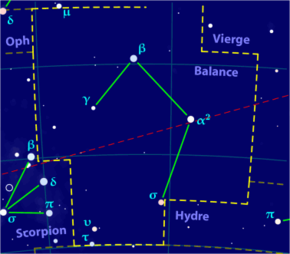 δ
μ
Oph
Vierge
β
Balance
γ
α²
β
δ
σ
π
σ
Hydre
π
Scorpion
υ
τ